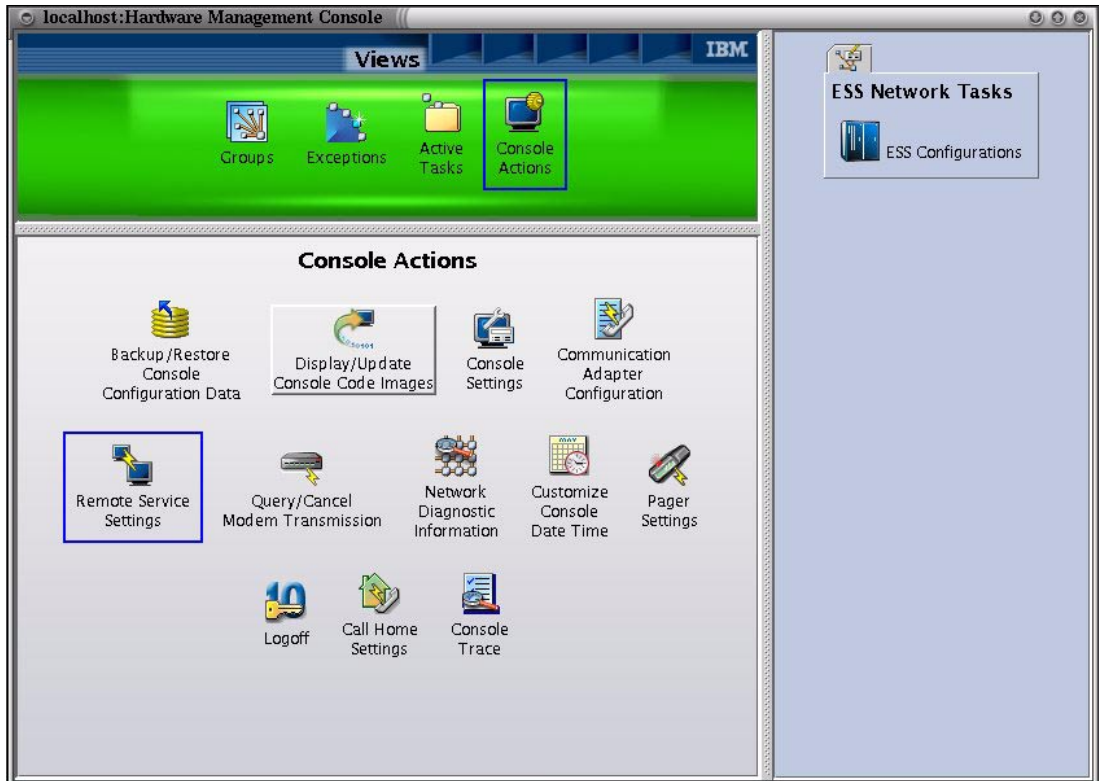 localhost:Hardware Management Console
Views
IBM
Groups
Exceptions
Active
Tasks
Console
Actions
ESS Network Tasks
ESS Configurations
Console Actions
Backup/Restore
Console
Configuration Data
Display/Update
Console Code Images
Console
Settings
Communication
Adapter
Configuration
Remote Service
Settings
Query/Cancel
Modem Transmission
Network
Diagnostic
Information
MAY
Customize
Console
Date Time
Pager
Settings
10
Logoff
Call Home
Settings
Console
Trace